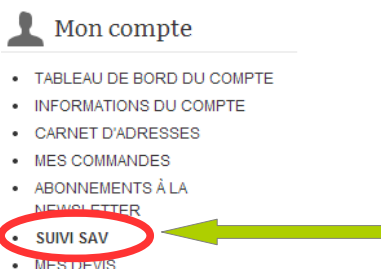 Mon compte
TABLEAU DE BORD DU COMPTE
INFORMATIONS DU COMPTE
CARNET D'ADRESSES
MES COMMANDES
ABONNEMENTS À LA
NEWSLETTER
SUIVI SAV
MES DEVIS